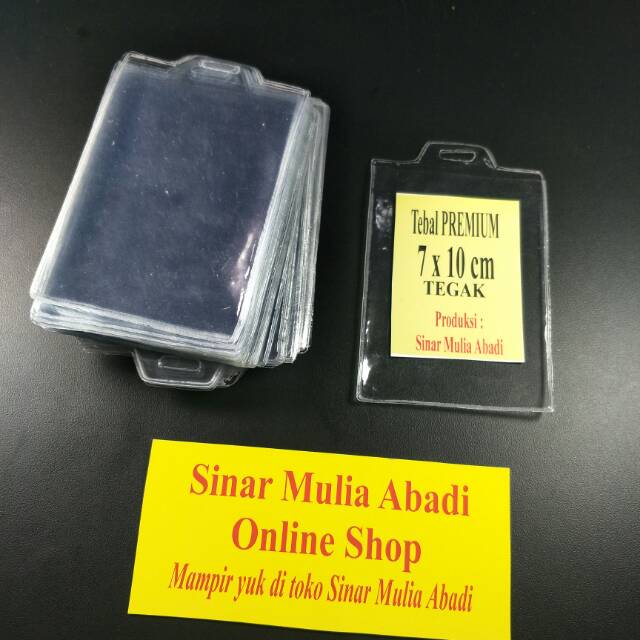 Tebal PREMIUM
7 x 10 cm
TEGAK
Produksi :
Sinar Mulia Abadi
Sinar Mulia Abadi
Online Shop
Mampir yuk di toko Sinar Mulia Abadi